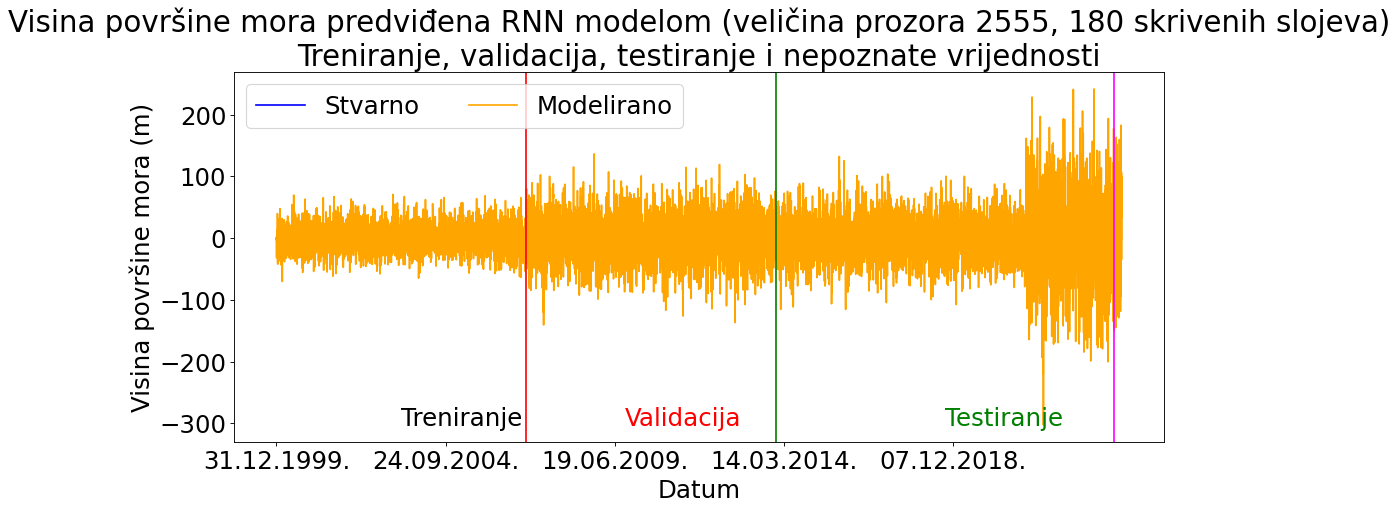 Visina površine mora predviđena RNN modelom (veličina prozora 2555, 180 skrivenih slojeva)
Treniranje, validacija, testiranje i nepoznate vrijednosti
Stvarno Modelirano
Visina površine mora (m)
200
100
0
−100
−200
−300
Treniranje Validacija Testiranje
31.12.1999. 24.09.2004. 19.06.2009. 14.03.2014. 07.12.2018.
Datum